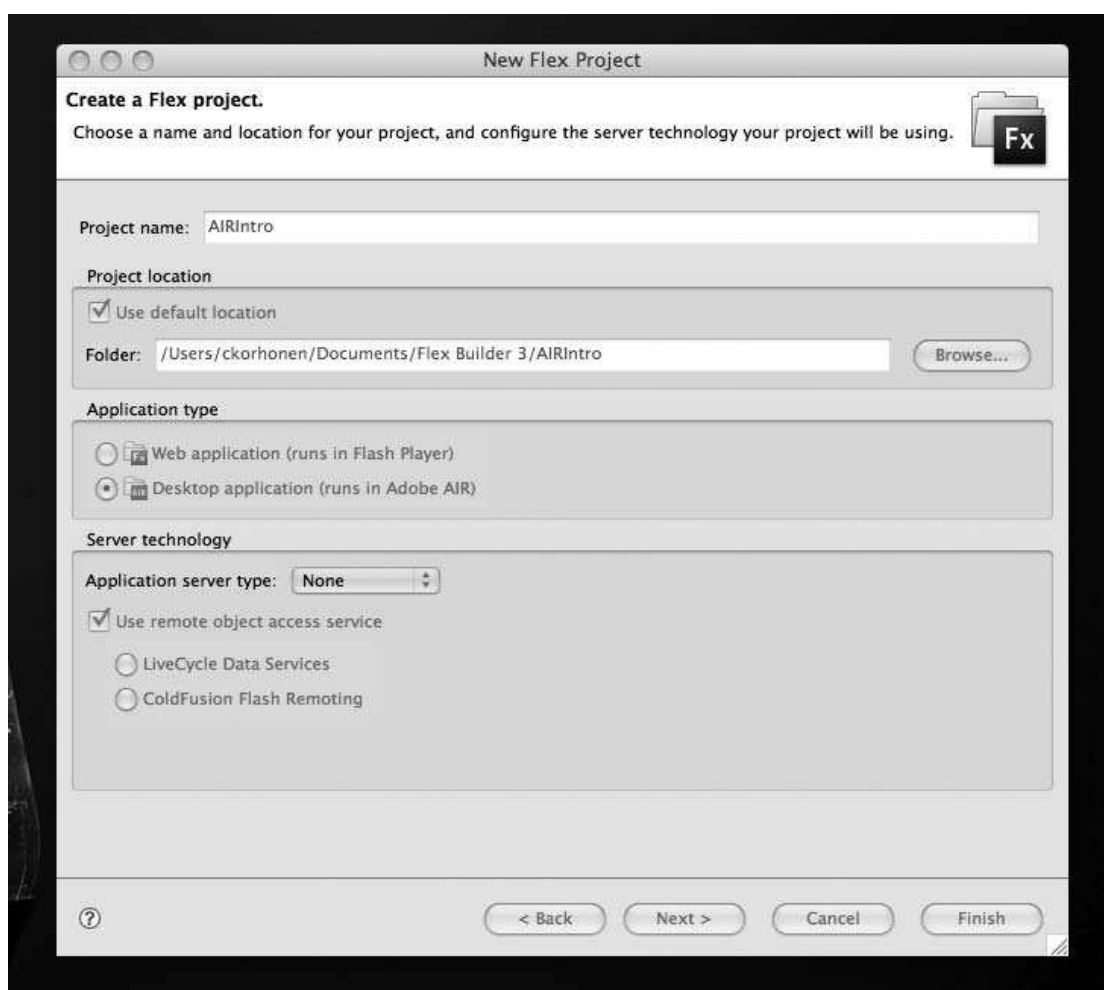 New Flex Project
Create a Flex project.
Choose a name and location for your project, and configure the server technology your project will be using.
Fx
Project name: AIRIntro
Project location
Use default location
Folder: /Users/ckorhonen/Documents/Flex Builder 3/AIRIntro Browse...
Application type
Web application (runs in Flash Player)
Desktop application (runs in Adobe AIR)
Server technology
Application server type: None
Use remote object access service
LiveCycle Data Services
ColdFusion Flash Remoting
? < Back Next > Cancel Finish